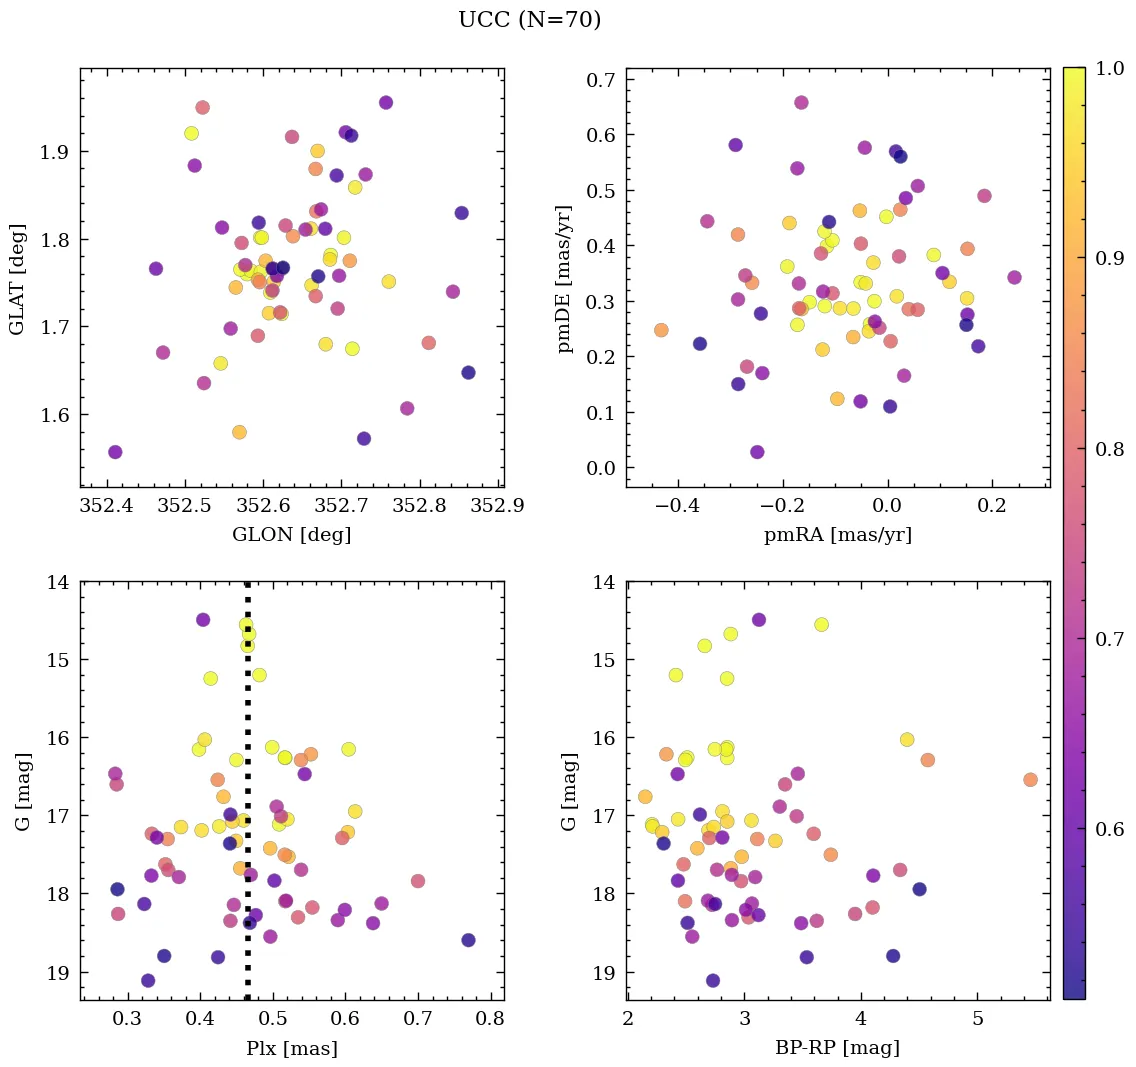 UCC (N=70)
1.9
1.8
1.7
1.6
GLAT [deg]
352.4 352.5 352.6 352.7 352.8 352.9
GLON [deg]
0.7
0.6
0.5
0.4
0.3
0.2
0.1
0.0
pmDE [mas/yr]
−0.4 −0.2 0.0 0.2
pmRA [mas/yr]
1.0
0.9
0.8
0.7
0.6
14
15
16
17
18
19
G [mag]
0.3 0.4 0.5 0.6 0.7 0.8
Plx [mas]
14
15
16
17
18
19
G [mag]
2 3 4 5
BP-RP [mag]